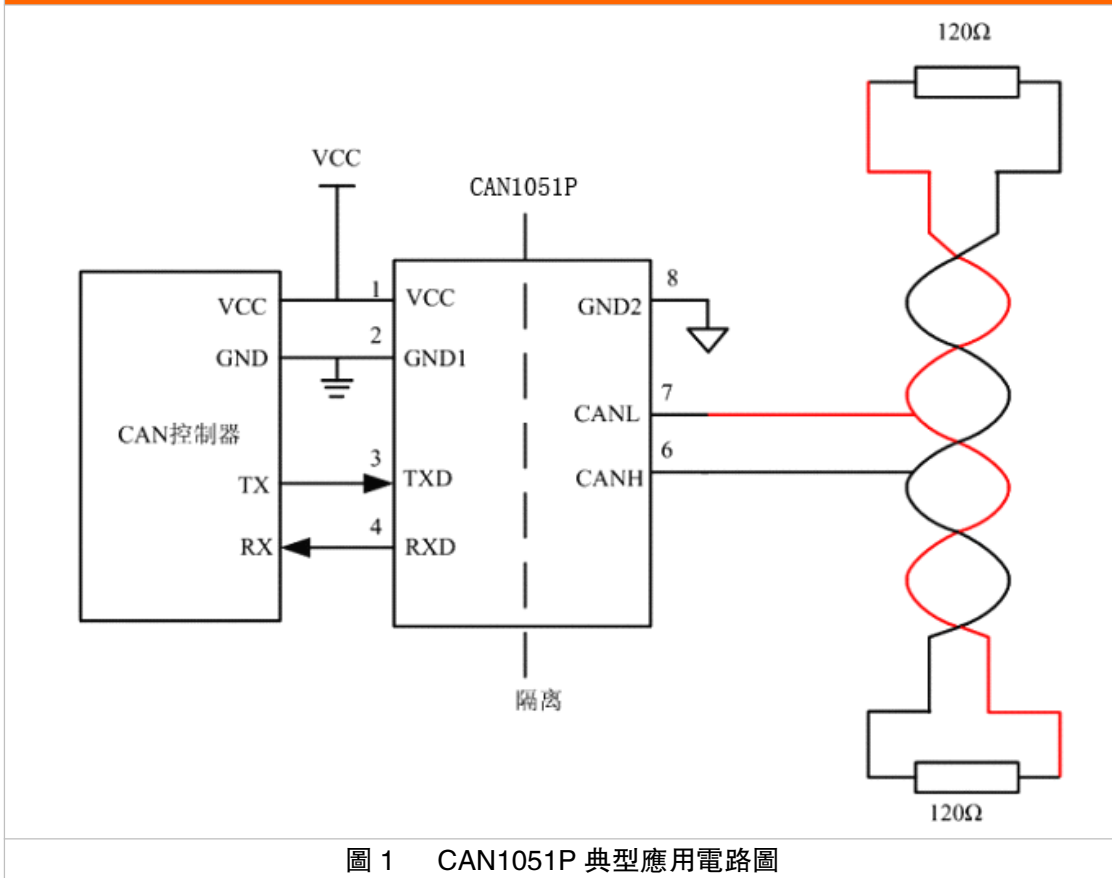 120Ω
VCC
CAN1051P
VCC
1
VCC
GND2
8
GND
2
GND1
CANL
7
CAN控制器
CANH
6
TX
3
TXD
RX
4
RXD
隔离
120Ω
圖 1 CAN1051P 典型應用電路圖